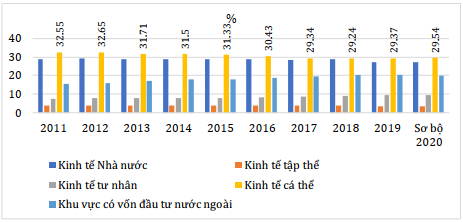 %
40
30
20
10
0
32.55 32.65 31.71 31.5 31.33 30.43 29.34 29.24 29.37 29.54
2011 2012 2013 2014 2015 2016 2017 2018 2019 Sơ bộ
2020
Kinh tế Nhà nước Kinh tế tập thể
Kinh tế tư nhân Kinh tế cá thể
Khu vực có vốn đầu tư nước ngoài